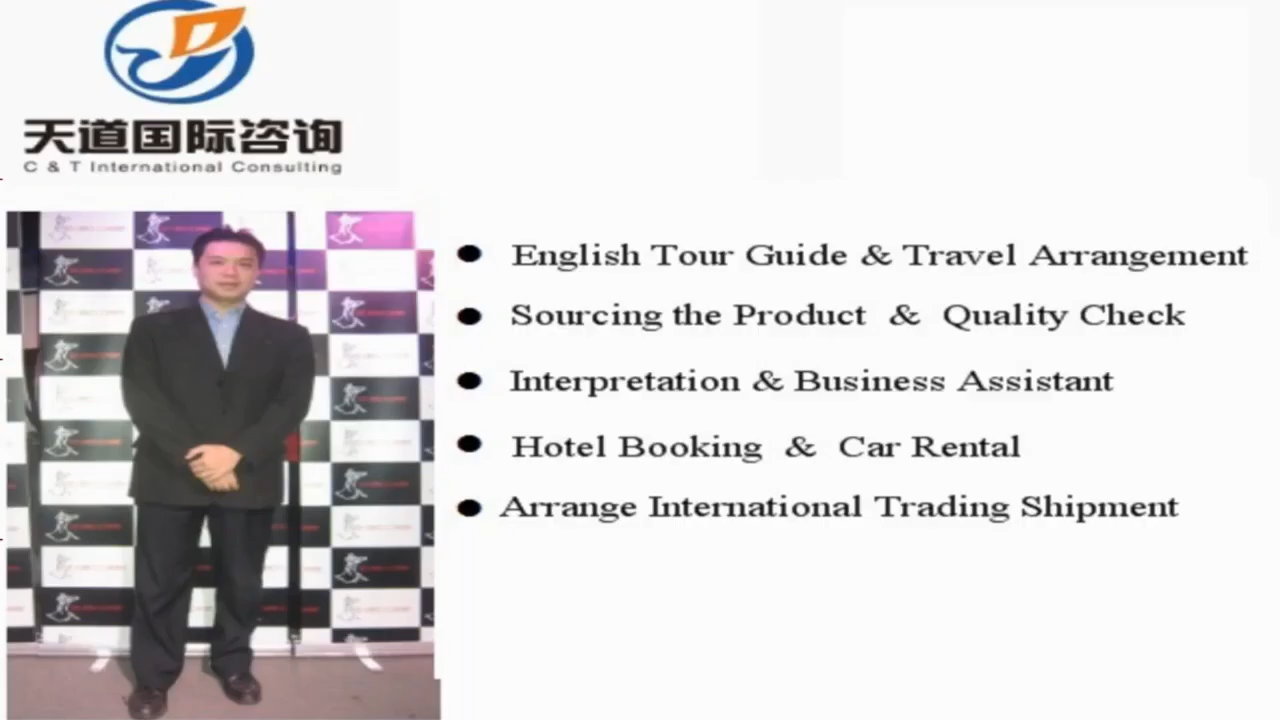 天道国际咨询
C & T International Consulting
English Tour Guide & Travel Arrangement
Sourcing the Product & Quality Check
Interpretation & Business Assistant
Hotel Booking & Car Rental
Arrange International Trading Shipment